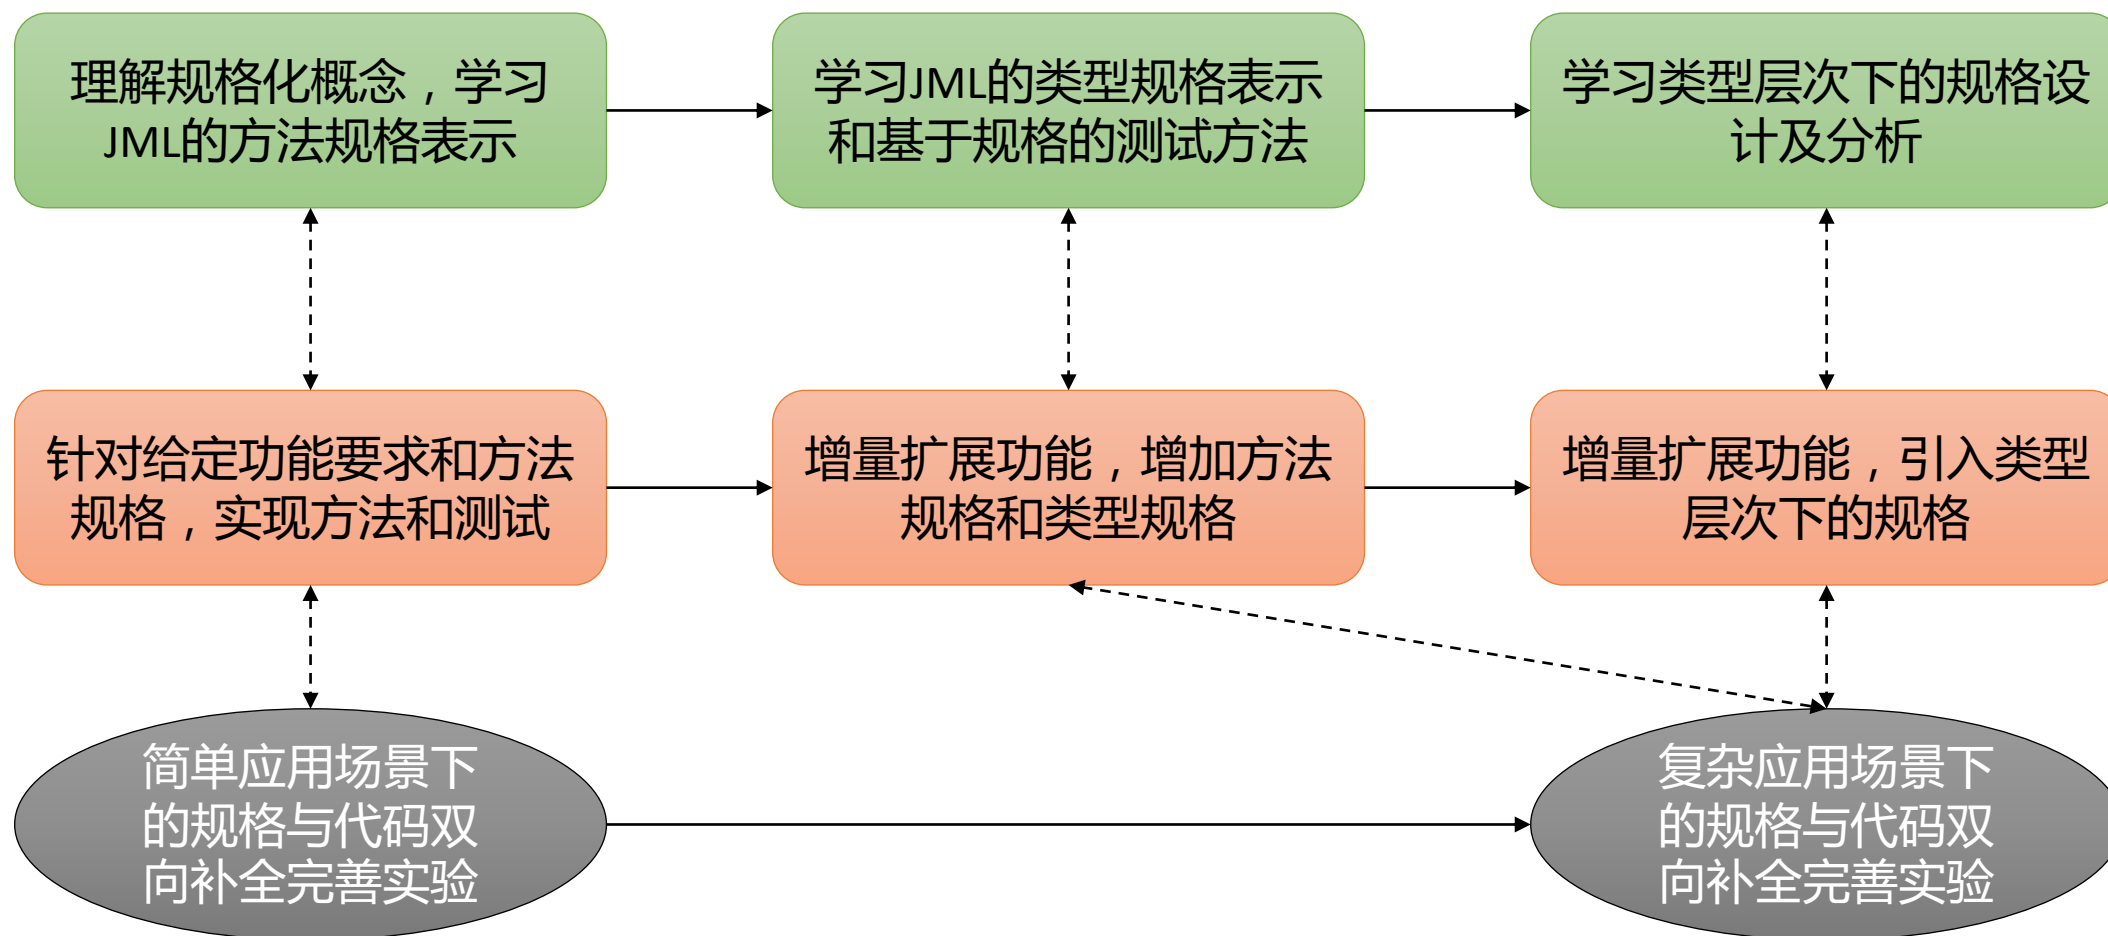 理解规格化概念，学习
JML的方法规格表示
学习JML的类型规格表示
和基于规格的测试方法
学习类型层次下的规格设
计及分析
针对给定功能要求和方法
规格，实现方法和测试
增量扩展功能，增加方法
规格和类型规格
增量扩展功能，引入类型
层次下的规格
简单应用场景下
的规格与代码双
向补全完善实验
复杂应用场景下
的规格与代码双
向补全完善实验